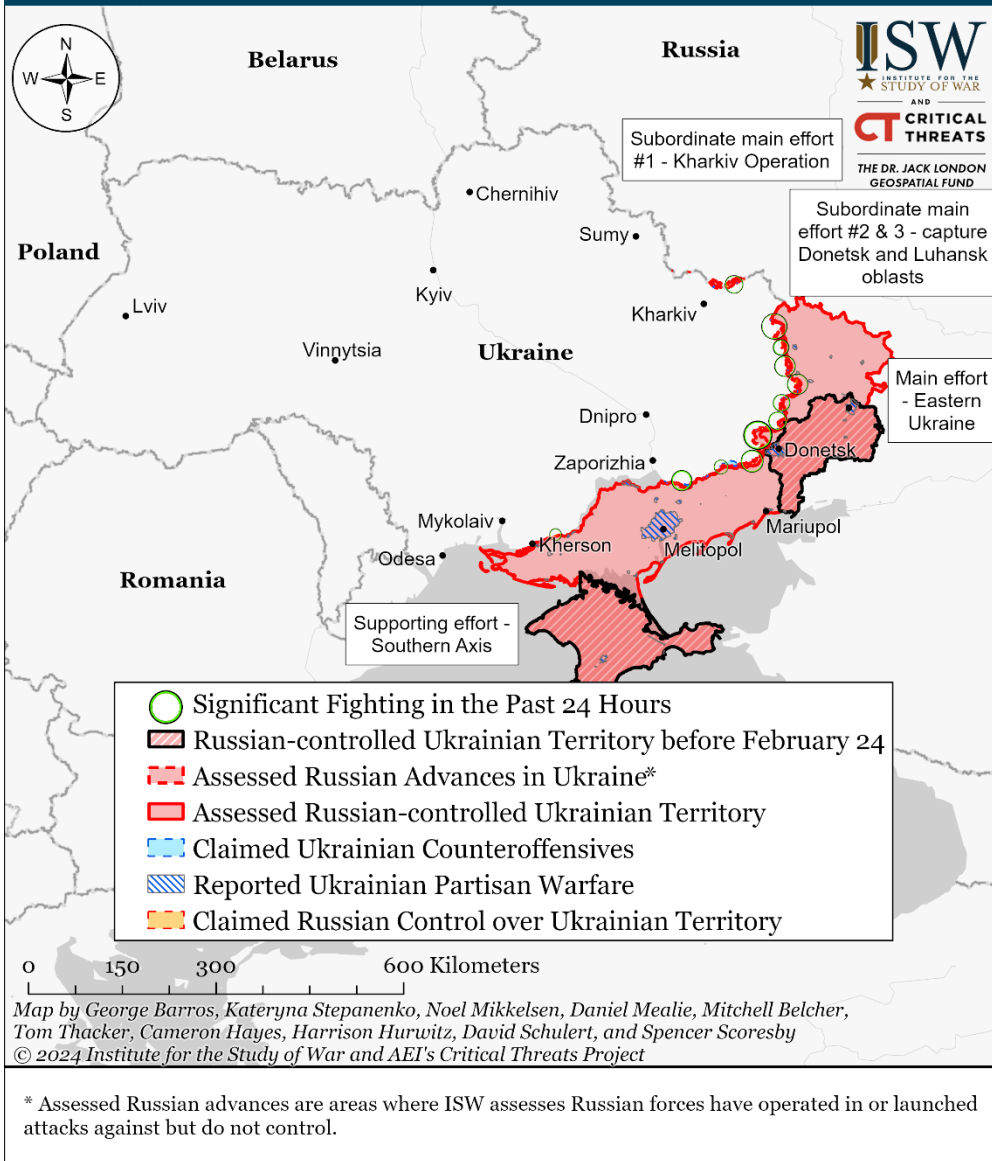 N
W E
S
Belarus
Russia
ISW
INSTITUTE FOR THE
STUDY OF WAR
AND
CT CRITICAL
THREATS
THE DR. JACK LONDON
GEOSPATIAL FUND
Subordinate main effort
#1 - Kharkiv Operation
Subordinate main
effort #2 & 3 - capture
Donetsk and Luhansk
oblasts
Chernihiv
Sumy
Poland
Kyiv
Lviv
Kharkiv
Vinnytsia
Ukraine
Main effort
- Eastern
Ukraine
Dnipro
Donetsk
Zaporizhia
Mykolaiv
Mariupol
Kherson
Melitopol
Odesa
Romania
Supporting effort -
Southern Axis
Significant Fighting in the Past 24 Hours
Russian-controlled Ukrainian Territory before February 24
Assessed Russian Advances in Ukraine*
Assessed Russian-controlled Ukrainian Territory
Claimed Ukrainian Counteroffensives
Reported Ukrainian Partisan Warfare
Claimed Russian Control over Ukrainian Territory
0 150 300 600 Kilometers
Map by George Barros, Kateryna Stepanenko, Noel Mikkelsen, Daniel Mealie, Mitchell Belcher,
Tom Thacker, Cameron Hayes, Harrison Hurwitz, David Schulert, and Spencer Scoresby
© 2024 Institute for the Study of War and AEI's Critical Threats Project
* Assessed Russian advances are areas where ISW assesses Russian forces have operated in or launched
attacks against but do not control.